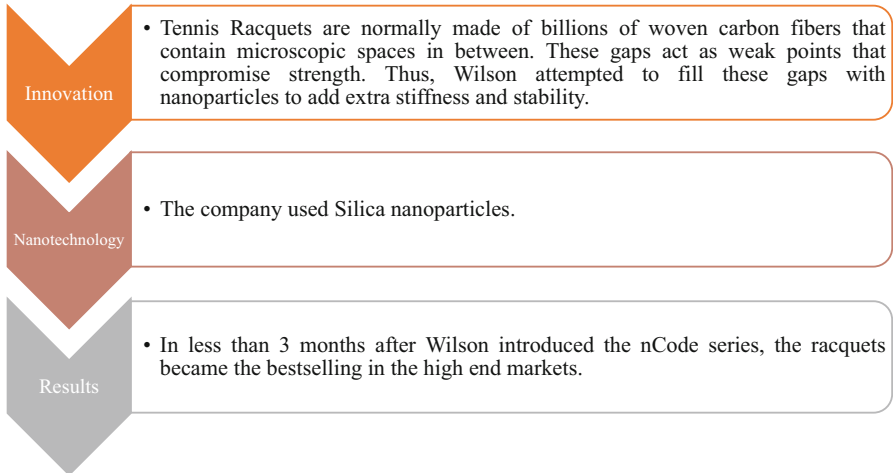 Innovation
• Tennis Racquets are normally made of billions of woven carbon fibers that
contain microscopic spaces in between. These gaps act as weak points that
compromise strength. Thus, Wilson attempted to fill these gaps with
nanoparticles to add extra stiffness and stability.
Nanotechnology
• The company used Silica nanoparticles.
Results
• In less than 3 months after Wilson introduced the nCode series, the racquets
became the bestselling in the high end markets.